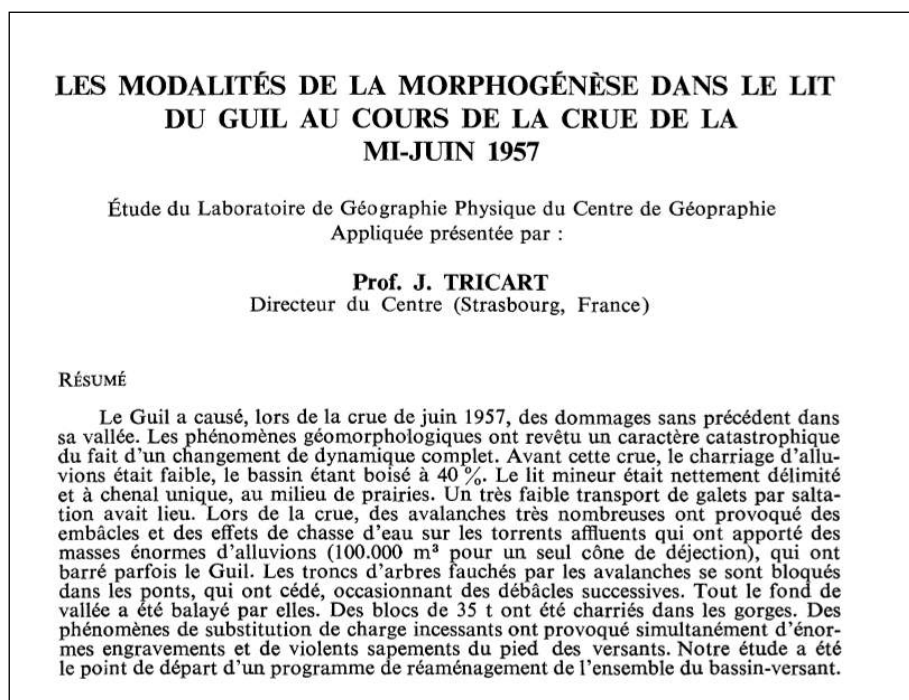 LES MODALITÉS DE LA MORPHOGÉNÈSE DANS LE LIT
DU GUIL AU COURS DE LA CRUE DE LA
MI-JUIN 1957
Étude du Laboratoire de Géographie Physique du Centre de Géopraphie
Appliquée présentée par :
Prof. J. TRICART
Directeur du Centre (Strasbourg, France)
RÉSUMÉ
Le Guil a causé, lors de la crue de juin 1957, des dommages sans précédent dans
sa vallée. Les phénomènes géomorphologiques ont revêtu un caractère catastrophique
du fait d'un changement de dynamique complet. Avant cette crue, le charriage d'allu-
vions était faible, le bassin étant boisé à 40 %. Le lit mineur était nettement délimité
et à chenal unique, au milieu de prairies. Un très faible transport de galets par salta-
tion avait lieu. Lors de la crue, des avalanches très nombreuses ont provoqué des
embâcles et des effets de chasse d'eau sur les torrents affluents qui ont apporté des
masses énormes d'alluvions (100.000 m³ pour un seul cône de déjection), qui ont
barré parfois le Guil. Les troncs d'arbres fauchés par les avalanches se sont bloqués
dans les ponts, qui ont cédé, occasionnant des débâcles successives. Tout le fond de
vallée a été balayé par elles. Des blocs de 35 t ont été charriés dans les gorges. Des
phénomènes de substitution de charge incessants ont provoqué simultanément d'énor-
mes engravements et de violents sapements du pied des versants. Notre étude a été
le point de départ d'un programme de réaménagement de l'ensemble du bassin-versant.